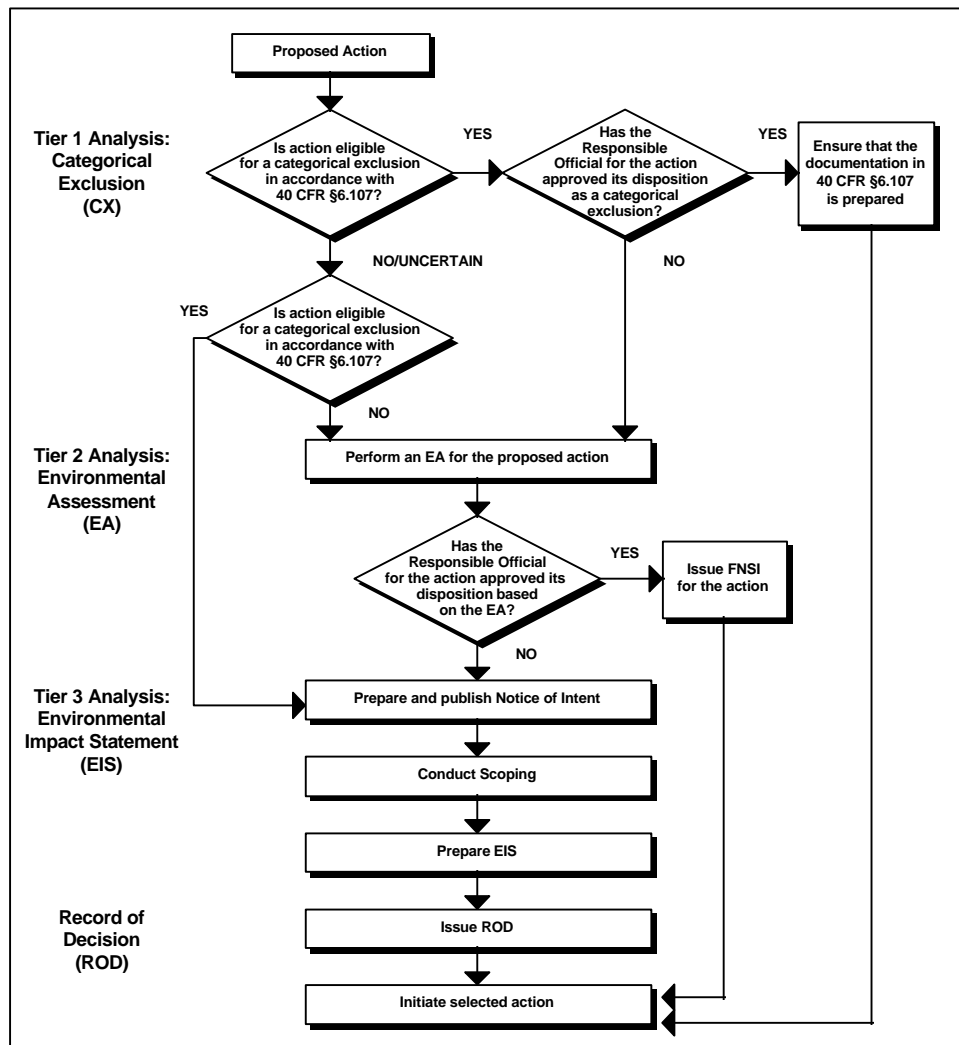 Proposed Action
Tier 1 Analysis:
Categorical
Exclusion
(CX)
Is action eligible
for a categorical exclusion
in accordance with
40 CFR §6.107?
YES
Has the
Responsible
Official for the action
approved its disposition
as a categorical
exclusion?
YES
Ensure that the
documentation in
40 CFR §6.107
is prepared
NO/UNCERTAIN
NO
YES
Is action eligible
for a categorical exclusion
in accordance with
40 CFR §6.107?
NO
Tier 2 Analysis:
Environmental
Assessment
(EA)
Perform an EA for the proposed action
Has the
Responsible Official
for the action approved its
disposition based
on the EA?
YES
Issue FNSI
for the action
NO
Tier 3 Analysis:
Environmental
Impact Statement
(EIS)
Prepare and publish Notice of Intent
Conduct Scoping
Prepare EIS
Record of
Decision
(ROD)
Issue ROD
Initiate selected action